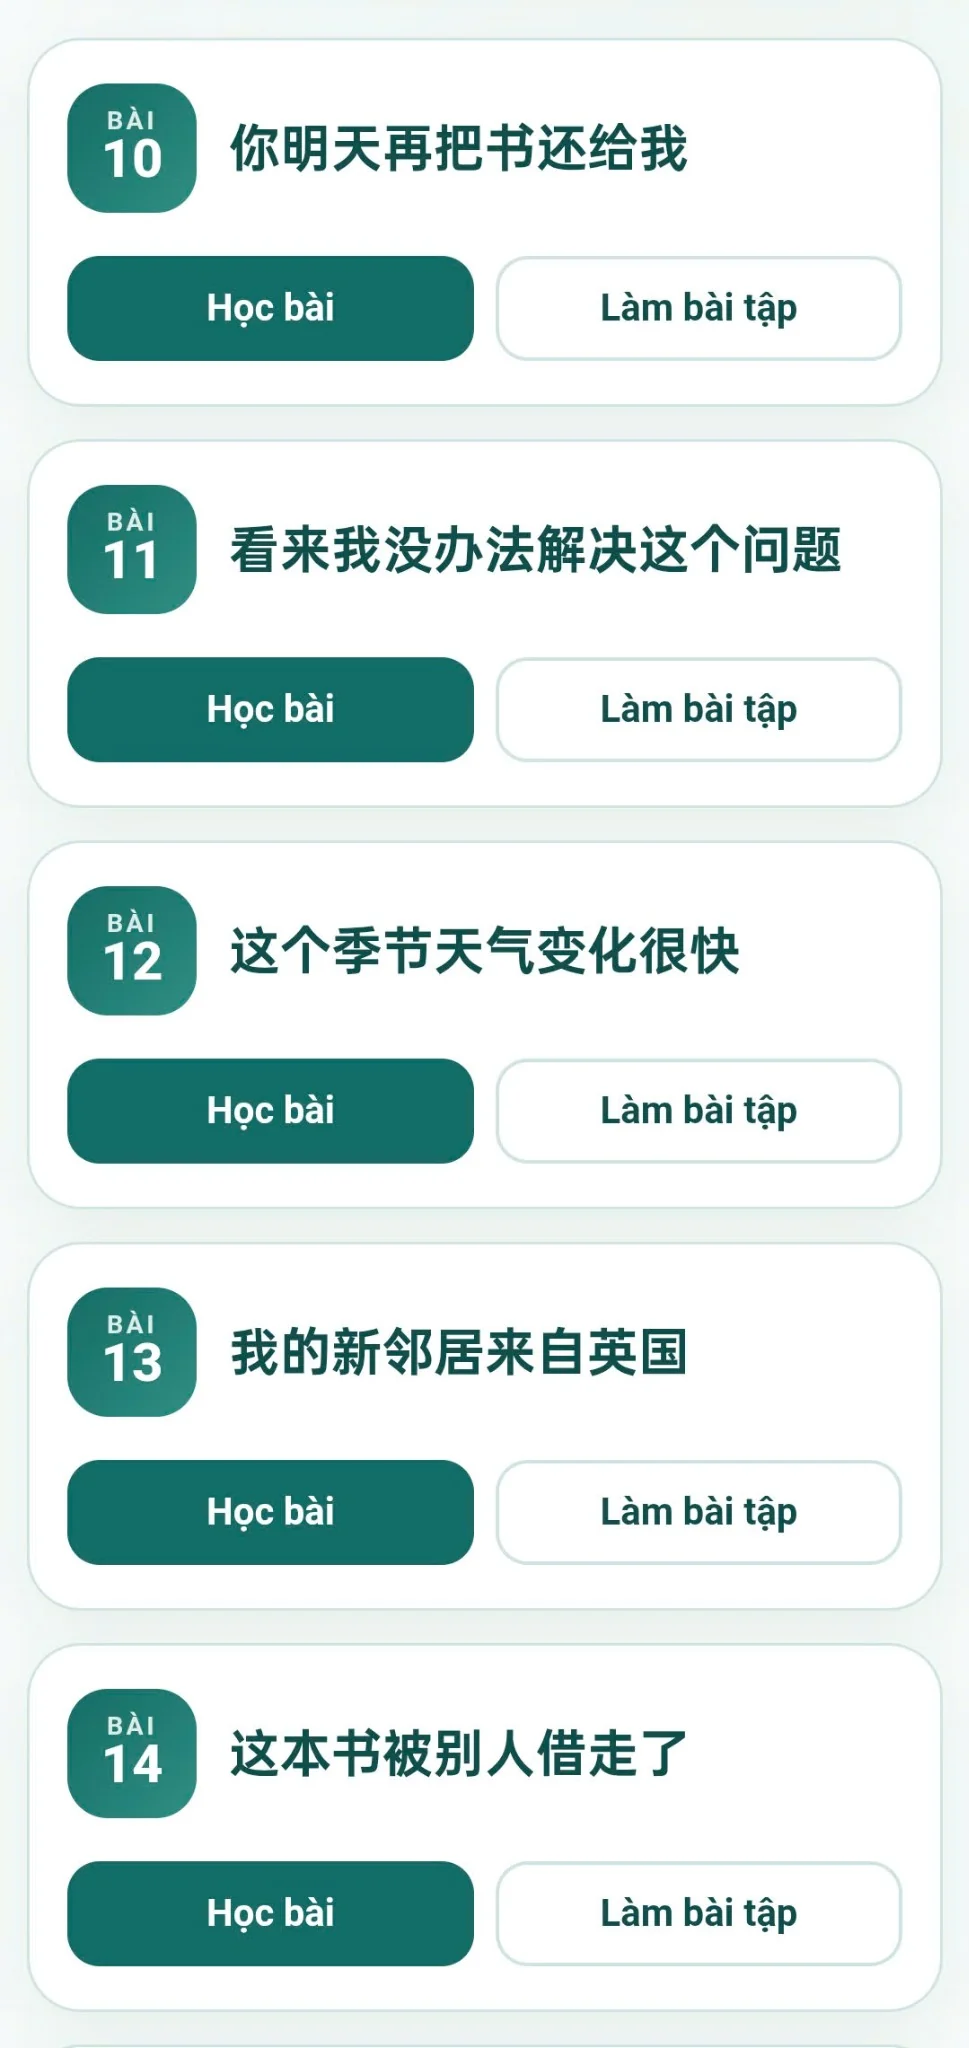 BÀI
10
你明天再把书还给我
Học bài
Làm bài tập
BÀI
11
看来我没办法解决这个问题
Học bài
Làm bài tập
BÀI
12
这个季节天气变化很快
Học bài
Làm bài tập
BÀI
13
我的新邻居来自英国
Học bài
Làm bài tập
BÀI
14
这本书被别人借走了
Học bài
Làm bài tập